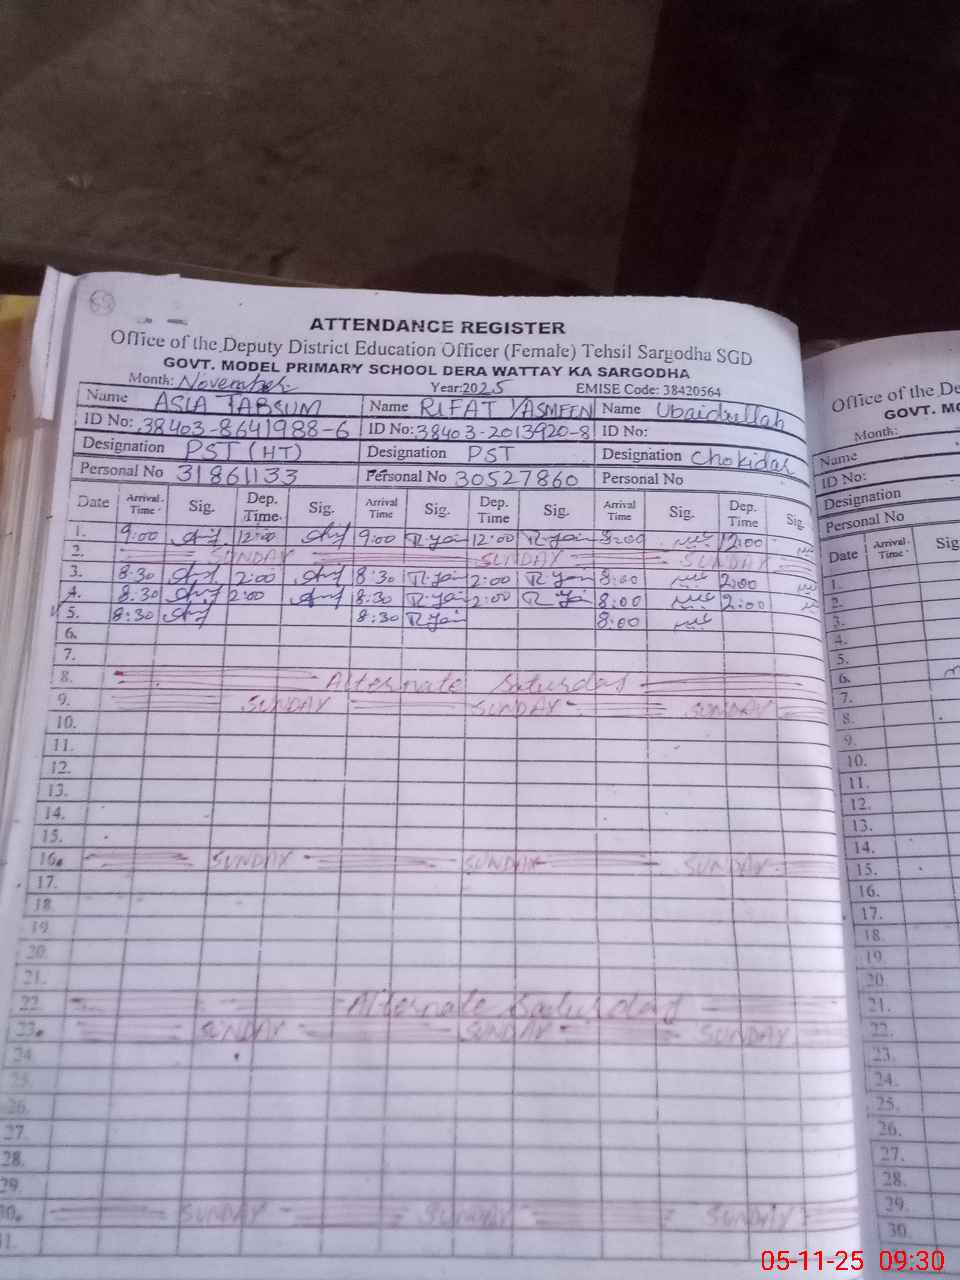 65
ATTENDANCE REGISTER
Office of the Deputy District Education Officer (Female) Tehsil Sargodha SGD
GOVT. MODEL PRIMARY SCHOOL DERA WATTAY KA SARGODHA
Month: November Year:2025 EMISE Code: 38420564
Name ASIA TABSUM Name RIFAT YASMEEN Name Ubaidullah
ID No: 38403-8641988-6 ID No: 38403-2013920-8 ID No:
Designation PST (HT) Designation PST Designation Chokidar
Personal No 31861133 Personal No 30527860 Personal No
Date Arrival Time Sig. Dep. Time Sig. Arrival Time Sig. Dep. Time Sig. Arrival Time Sig. Dep. Time Sig.
1. 9:00 12:00 9:00 12:00 8:00 12:00
2. SUNDAY SUNDAY SUNDAY
3. 8:30 2:00 8:30 2:00 8:00 2:00
4. 8:30 2:00 8:30 2:00 8:00 2:00
5. 8:30 8:30 8:00
6.
7.
8. Alternate Saturday
9. SUNDAY SUNDAY SUNDAY
10.
11.
12.
13.
14.
15.
16. SUNDAY SUNDAY SUNDAY
17.
18.
19.
20.
21.
22. Alternate Saturday
23. SUNDAY SUNDAY SUNDAY
24.
25.
26.
27.
28.
29.
30. SUNDAY SUNDAY SUNDAY
31.
Office of the De
GOVT. MO
Month:
Name
ID No:
Designation
Personal No
Date Arrival Time Sig
1.
2.
3.
4.
5.
6.
7.
8.
9.
10.
11.
12.
13.
14.
15.
16.
17.
18.
19.
20.
21.
22.
23.
24.
25.
26.
27.
28.
29.
30.
05-11-25 09:30